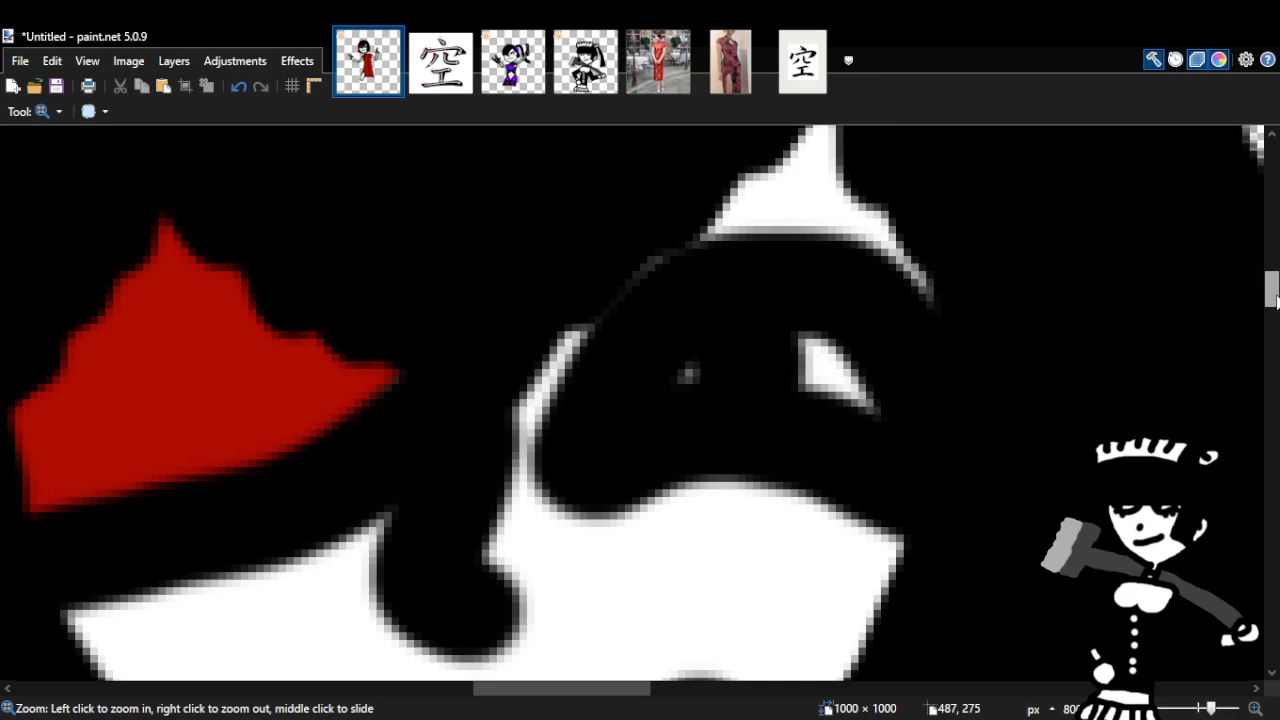 *Untitled - paint.net 5.0.9
File Edit View Image Layers Adjustments Effects
空 空
Tool:
Zoom: Left click to zoom in, right click to zoom out, middle click to slide
1000 × 1000 487, 275 px